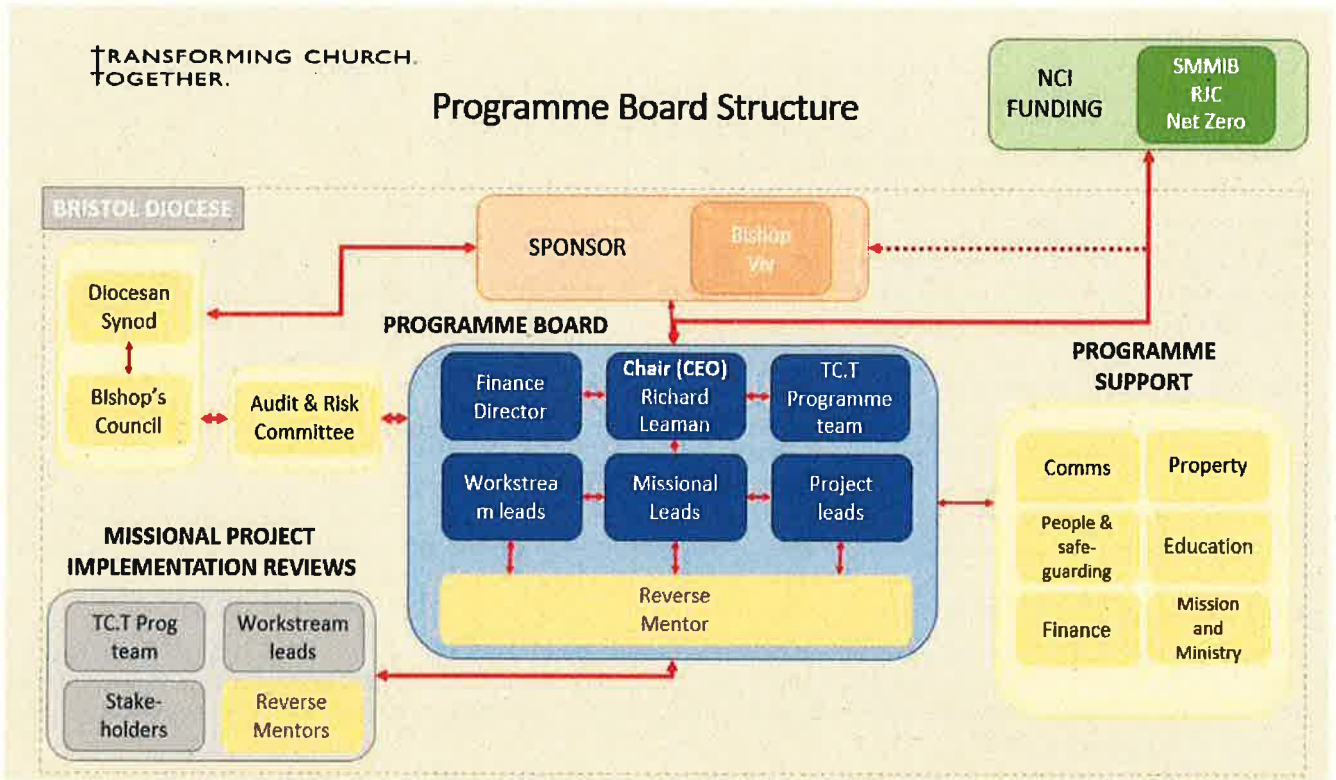 TRANSFORMING CHURCH.
TOGETHER.
Programme Board Structure
NCI
FUNDING
SMMIB
RJC
Net Zero
BRISTOL DIOCESE
SPONSOR
Bishop
Viv
Diocesan
Synod
Bishop's
Council
Audit & Risk
Committee
PROGRAMME BOARD
Finance
Director
Chair (CEO)
Richard
Leaman
TC.T
Programme
team
Workstrea
m leads
Missional
Leads
Project
leads
Reverse
Mentor
PROGRAMME
SUPPORT
Comms
Property
People &
safe-
guarding
Education
Finance
Mission
and
Ministry
MISSIONAL PROJECT
IMPLEMENTATION REVIEWS
TC.T Prog
team
Workstream
leads
Stake-
holders
Reverse
Mentors